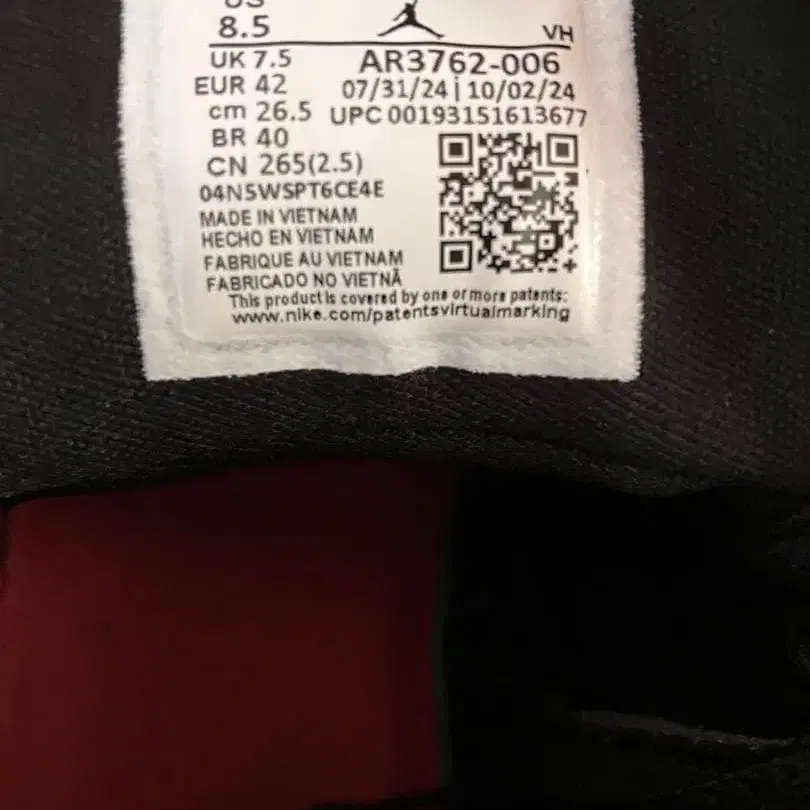 US
8.5
VH
UK 7.5
AR3762-006
EUR 42
07/31/24 | 10/02/24
cm 26.5
UPC 00193151613677
BR 40
CN 265(2.5)
04N5WSPT6CE4E
MADE IN VIETNAM
HECHO EN VIETNAM
FABRIQUE AU VIETNAM
FABRICADO NO VIETNÃ
This product is covered by one or more patents:
www.nike.com/patentsvirtualmarking